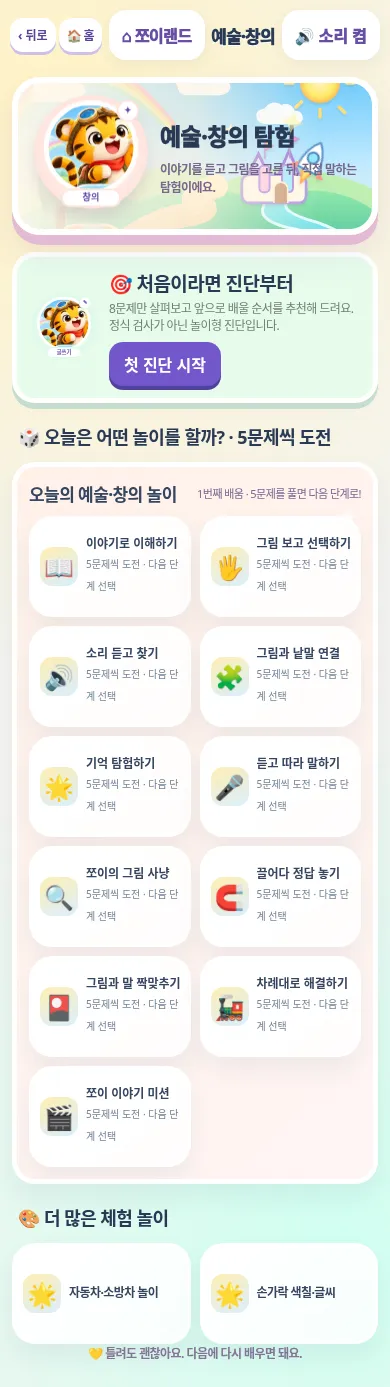 ‹ 뒤로 🏠 홈 ⌂ 쪼이랜드 예술·창의 🔊 소리 켬
예술·창의 탐험
이야기를 듣고 그림을 고른 뒤, 직접 말하는
탐험이에요.
창의
🎯 처음이라면 진단부터
8문제만 살펴보고 앞으로 배울 순서를 추천해 드려요.
정식 검사가 아닌 놀이형 진단입니다.
글쓰기
첫 진단 시작
🎲 오늘은 어떤 놀이를 할까? · 5문제씩 도전
오늘의 예술·창의 놀이
1번째 배움 · 5문제를 풀면 다음 단계로!
이야기로 이해하기
5문제씩 도전 · 다음 단
계 선택
그림 보고 선택하기
5문제씩 도전 · 다음 단
계 선택
소리 듣고 찾기
5문제씩 도전 · 다음 단
계 선택
그림과 낱말 연결
5문제씩 도전 · 다음 단
계 선택
기억 탐험하기
5문제씩 도전 · 다음 단
계 선택
듣고 따라 말하기
5문제씩 도전 · 다음 단
계 선택
쪼이의 그림 사냥
5문제씩 도전 · 다음 단
계 선택
끌어다 정답 놓기
5문제씩 도전 · 다음 단
계 선택
그림과 말 짝맞추기
5문제씩 도전 · 다음 단
계 선택
차례대로 해결하기
5문제씩 도전 · 다음 단
계 선택
쪼이 이야기 미션
5문제씩 도전 · 다음 단
계 선택
🎨 더 많은 체험 놀이
자동차·소방차 놀이
손가락 색칠·글씨
💛 틀려도 괜찮아요. 다음에 다시 배우면 돼요.